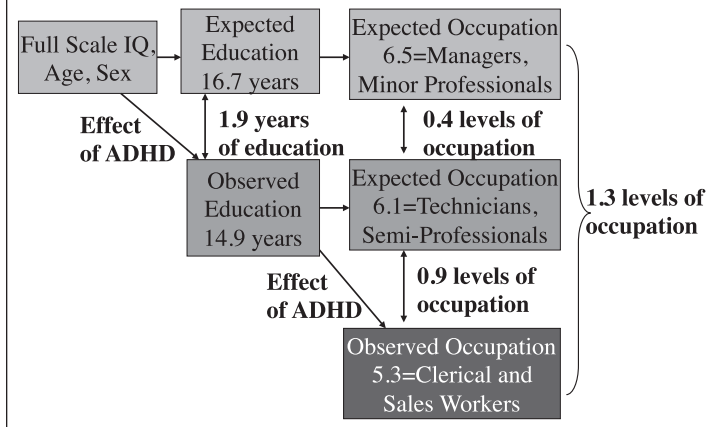 Full Scale IQ,
Age, Sex
Expected
Education
16.7 years
Expected Occupation
6.5=Managers,
Minor Professionals
Effect
of ADHD
1.9 years
of education
0.4 levels of
occupation
Observed
Education
14.9 years
Expected Occupation
6.1=Technicians,
Semi-Professionals
1.3 levels of
occupation
Effect
of ADHD
0.9 levels of
occupation
Observed Occupation
5.3=Clerical and
Sales Workers